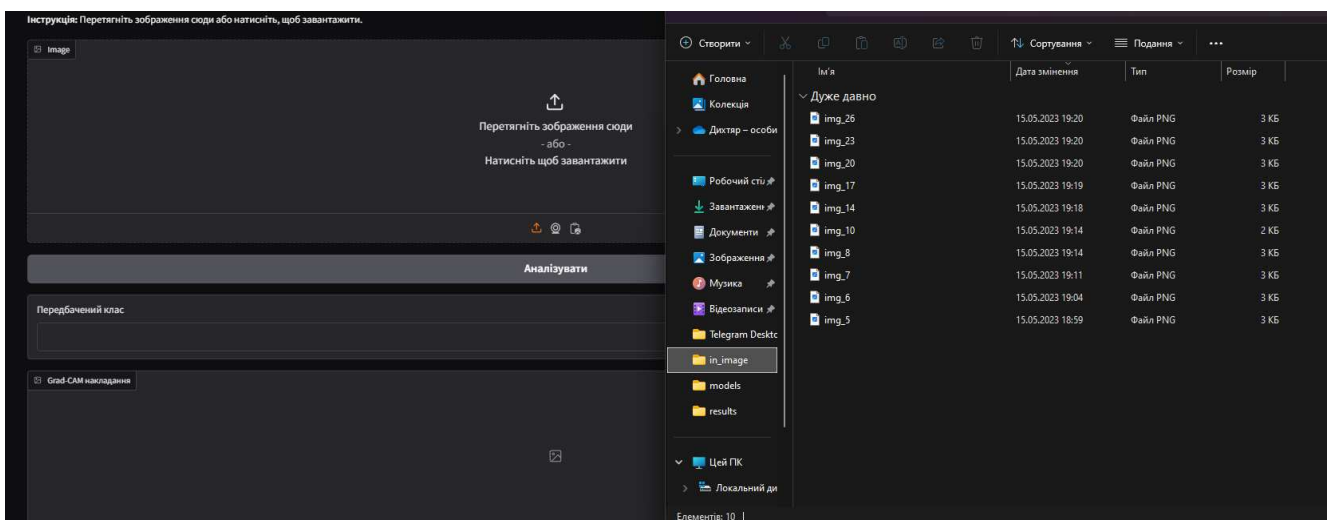 Інструкція: Перетягніть зображення сюди або натисніть, щоб завантажити.
Image
Перетягніть зображення сюди
- або -
Натисніть щоб завантажити
Аналізувати
Передбачений клас
Grad-CAM накладання
Створити
Сортування
Подання
Головна
Колекція
Дихтяр – особи
Робочий стіл
Завантаженн
Документи
Зображення
Музика
Відеозаписи
Telegram Deskto
in_image
models
results
Цей ПК
Локальний ди
Ім'я Дата змінення Тип Розмір
Дуже давно
img_26 15.05.2023 19:20 Файл PNG 3 КБ
img_23 15.05.2023 19:20 Файл PNG 3 КБ
img_20 15.05.2023 19:20 Файл PNG 3 КБ
img_17 15.05.2023 19:19 Файл PNG 3 КБ
img_14 15.05.2023 19:18 Файл PNG 3 КБ
img_10 15.05.2023 19:14 Файл PNG 2 КБ
img_8 15.05.2023 19:14 Файл PNG 3 КБ
img_7 15.05.2023 19:11 Файл PNG 3 КБ
img_6 15.05.2023 19:04 Файл PNG 3 КБ
img_5 15.05.2023 18:59 Файл PNG 3 КБ
Елементів: 10